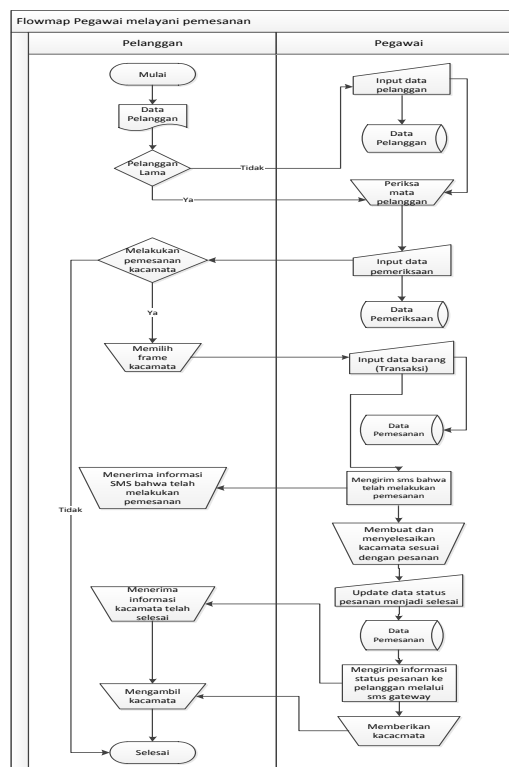 Flowmap Pegawai melayani pemesanan
Pelanggan
Pegawai
Mulai
Data
Pelanggan
Pelanggan
Lama
Tidak
Ya
Input data
pelanggan
Data
Pelanggan
Periksa
mata
pelanggan
Input data
pemeriksaan
Data
Pemeriksaan
Melakukan
pemesanan
kacamata
Ya
Tidak
Memilih
frame
kacamata
Input data barang
(Transaksi)
Data
Pemesanan
Mengirim sms bahwa
telah melakukan
pemesanan
Menerima informasi
SMS bahwa telah
melakukan
pemesanan
Membuat dan
menyelesaikan
kacamata sesuai
dengan pesanan
Update data status
pesanan menjadi selesai
Data
Pemesanan
Mengirim informasi
status pesanan ke
pelanggan melalui
sms gateway
Menerima
informasi
kacamata telah
selesai
Memberikan
kacacmata
Mengambil
kacamata
Selesai